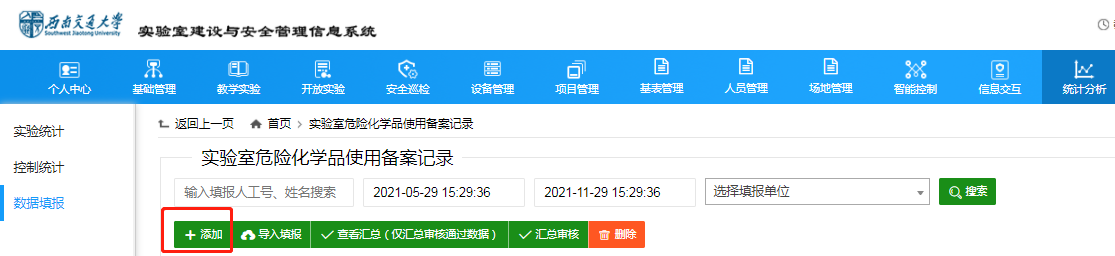 西南交通大学
Southwest Jiaotong University
实验室建设与安全管理信息系统
个人中心 基础管理 教学实验 开放实验 安全巡检 设备管理 项目管理 基表管理 人员管理 场地管理 智能控制 信息交互 统计分析
实验统计
控制统计
数据填报
返回上一页 首页 > 实验室危险化学品使用备案记录
实验室危险化学品使用备案记录
输入填报人工号、姓名搜索 2021-05-29 15:29:36 2021-11-29 15:29:36 选择填报单位 搜索
添加 导入填报 查看汇总（仅汇总审核通过数据） 汇总审核 删除